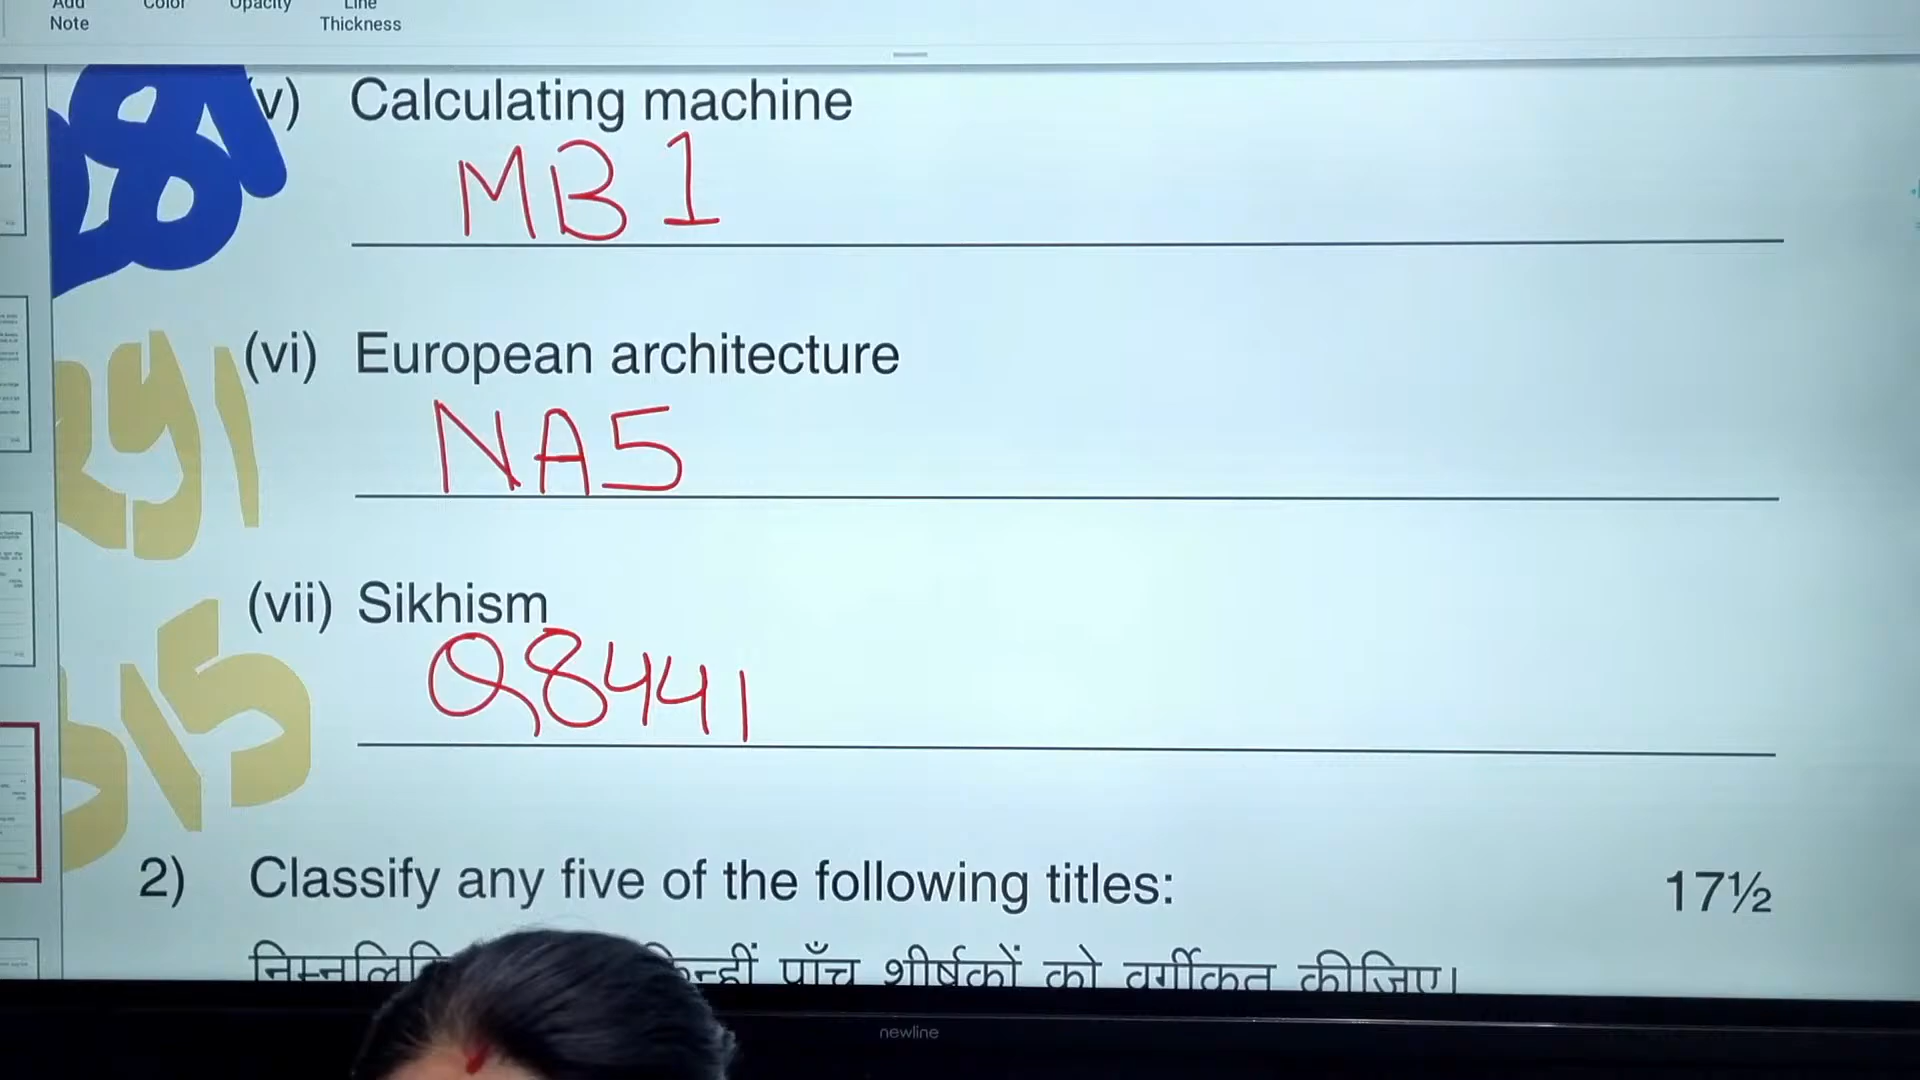 Add Color Opacity Line
Note Thickness
(v) Calculating machine
MB1
(vi) European architecture
NA5
(vii) Sikhism
Q8441
2) Classify any five of the following titles: 17½
पाँच शीर्षकों को वर्गीकत कीजिए।
newline